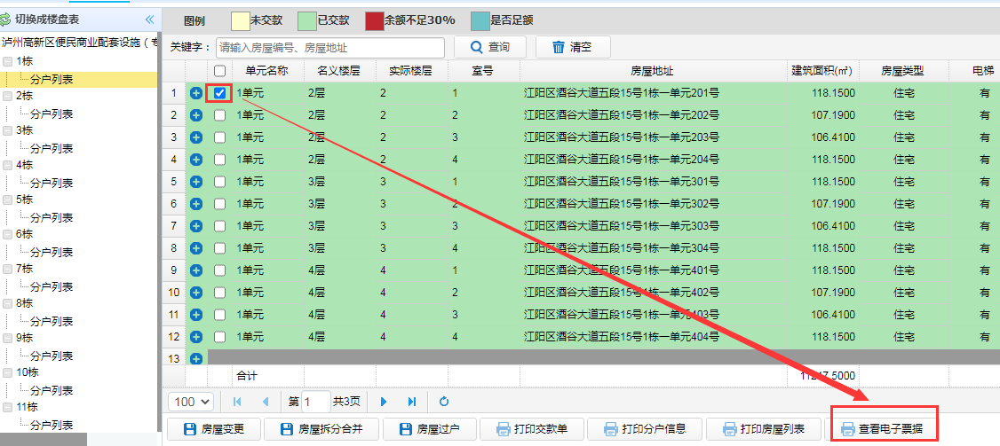 切换成楼盘表
泸州高新区便民商业配套设施（专
1栋
分户列表
2栋
分户列表
3栋
分户列表
4栋
分户列表
5栋
分户列表
6栋
分户列表
7栋
分户列表
8栋
分户列表
9栋
分户列表
10栋
分户列表
11栋
分户列表
图例 未交款 已交款 余额不足30% 是否足额
关键字： 请输入房屋编号、房屋地址 查询 清空
单元名称 名义楼层 实际楼层 室号 房屋地址 建筑面积(㎡) 房屋类型 电梯
1 1单元 2层 2 1 江阳区酒谷大道五段15号1栋一单元201号 118.1500 住宅 有
2 1单元 2层 2 2 江阳区酒谷大道五段15号1栋一单元202号 107.1900 住宅 有
3 1单元 2层 2 3 江阳区酒谷大道五段15号1栋一单元203号 106.4100 住宅 有
4 1单元 2层 2 4 江阳区酒谷大道五段15号1栋一单元204号 118.1500 住宅 有
5 1单元 3层 3 1 江阳区酒谷大道五段15号1栋一单元301号 118.1500 住宅 有
6 1单元 3层 3 2 江阳区酒谷大道五段15号1栋一单元302号 107.1900 住宅 有
7 1单元 3层 3 3 江阳区酒谷大道五段15号1栋一单元303号 106.4100 住宅 有
8 1单元 3层 3 4 江阳区酒谷大道五段15号1栋一单元304号 118.1500 住宅 有
9 1单元 4层 4 1 江阳区酒谷大道五段15号1栋一单元401号 118.1500 住宅 有
10 1单元 4层 4 2 江阳区酒谷大道五段15号1栋一单元402号 107.1900 住宅 有
11 1单元 4层 4 3 江阳区酒谷大道五段15号1栋一单元403号 106.4100 住宅 有
12 1单元 4层 4 4 江阳区酒谷大道五段15号1栋一单元404号 118.1500 住宅 有
13
合计 11247.5000
100 第 1 共3页
房屋变更 房屋拆分合并 房屋过户 打印交款单 打印分户信息 打印房屋列表 查看电子票据